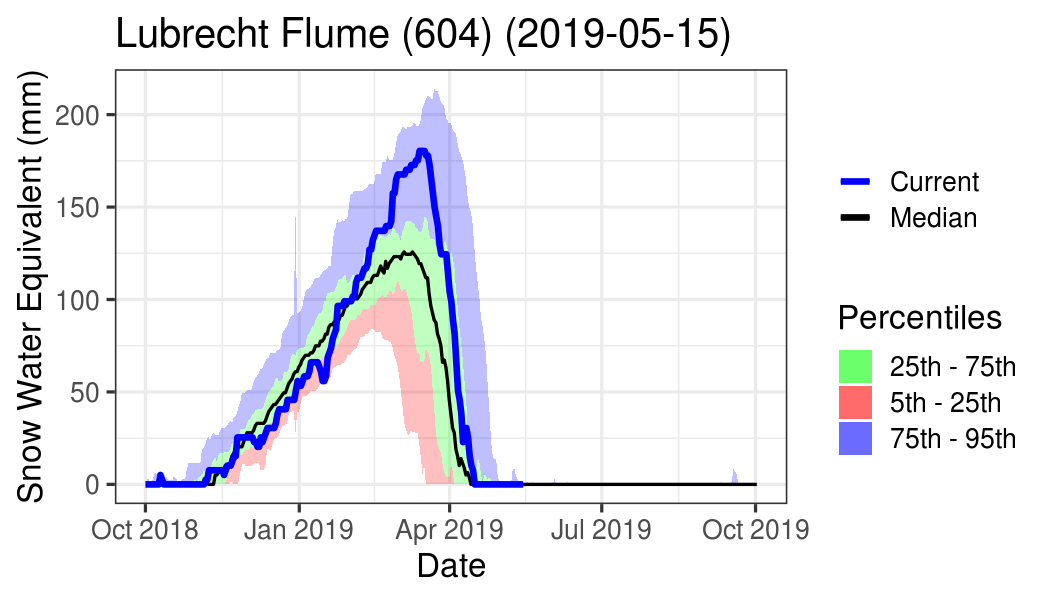 Lubrecht Flume (604) (2019-05-15)
Snow Water Equivalent (mm)
200
150
100
50
0
Oct 2018
Jan 2019
Apr 2019
Jul 2019
Oct 2019
Date
Current
Median
Percentiles
25th - 75th
5th - 25th
75th - 95th